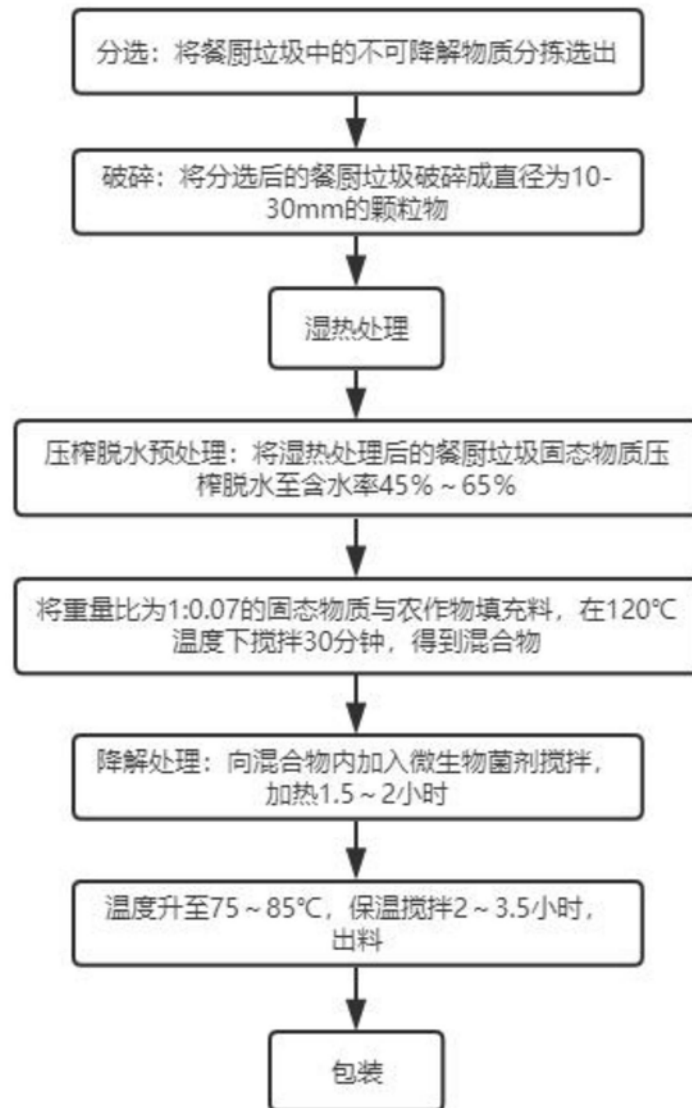 分选：将餐厨垃圾中的不可降解物质分拣选出
破碎：将分选后的餐厨垃圾破碎成直径为10-
30mm的颗粒物
湿热处理
压榨脱水预处理：将湿热处理后的餐厨垃圾固态物质压
榨脱水至含水率45%～65%
将重量比为1:0.07的固态物质与农作物填充料，在120℃
温度下搅拌30分钟，得到混合物
降解处理：向混合物内加入微生物菌剂搅拌，
加热1.5～2小时
温度升至75～85℃，保温搅拌2～3.5小时，
出料
包装